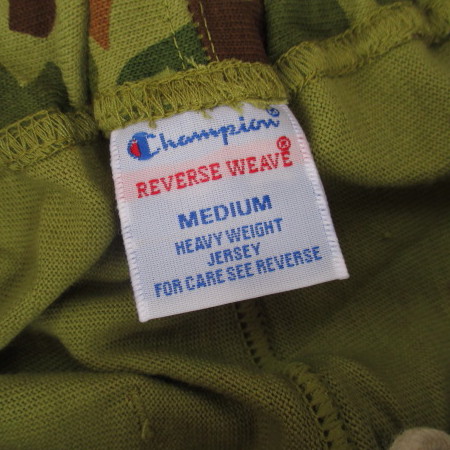 Champion®
REVERSE WEAVE®
MEDIUM
HEAVY WEIGHT
JERSEY
FOR CARE SEE REVERSE